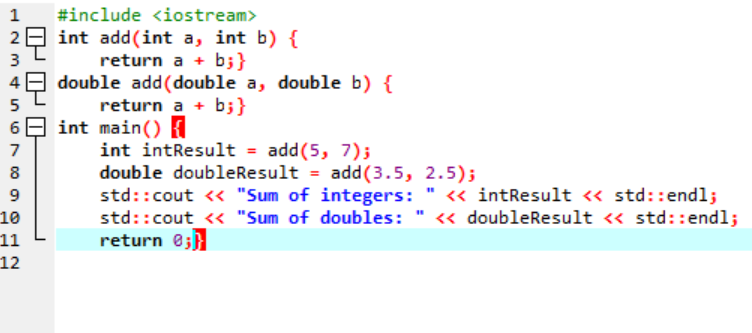 1 #include <iostream>
2 int add(int a, int b) {
3     return a + b;}
4 double add(double a, double b) {
5     return a + b;}
6 int main() {
7     int intResult = add(5, 7);
8     double doubleResult = add(3.5, 2.5);
9     std::cout << "Sum of integers: " << intResult << std::endl;
10     std::cout << "Sum of doubles: " << doubleResult << std::endl;
11     return 0;}
12